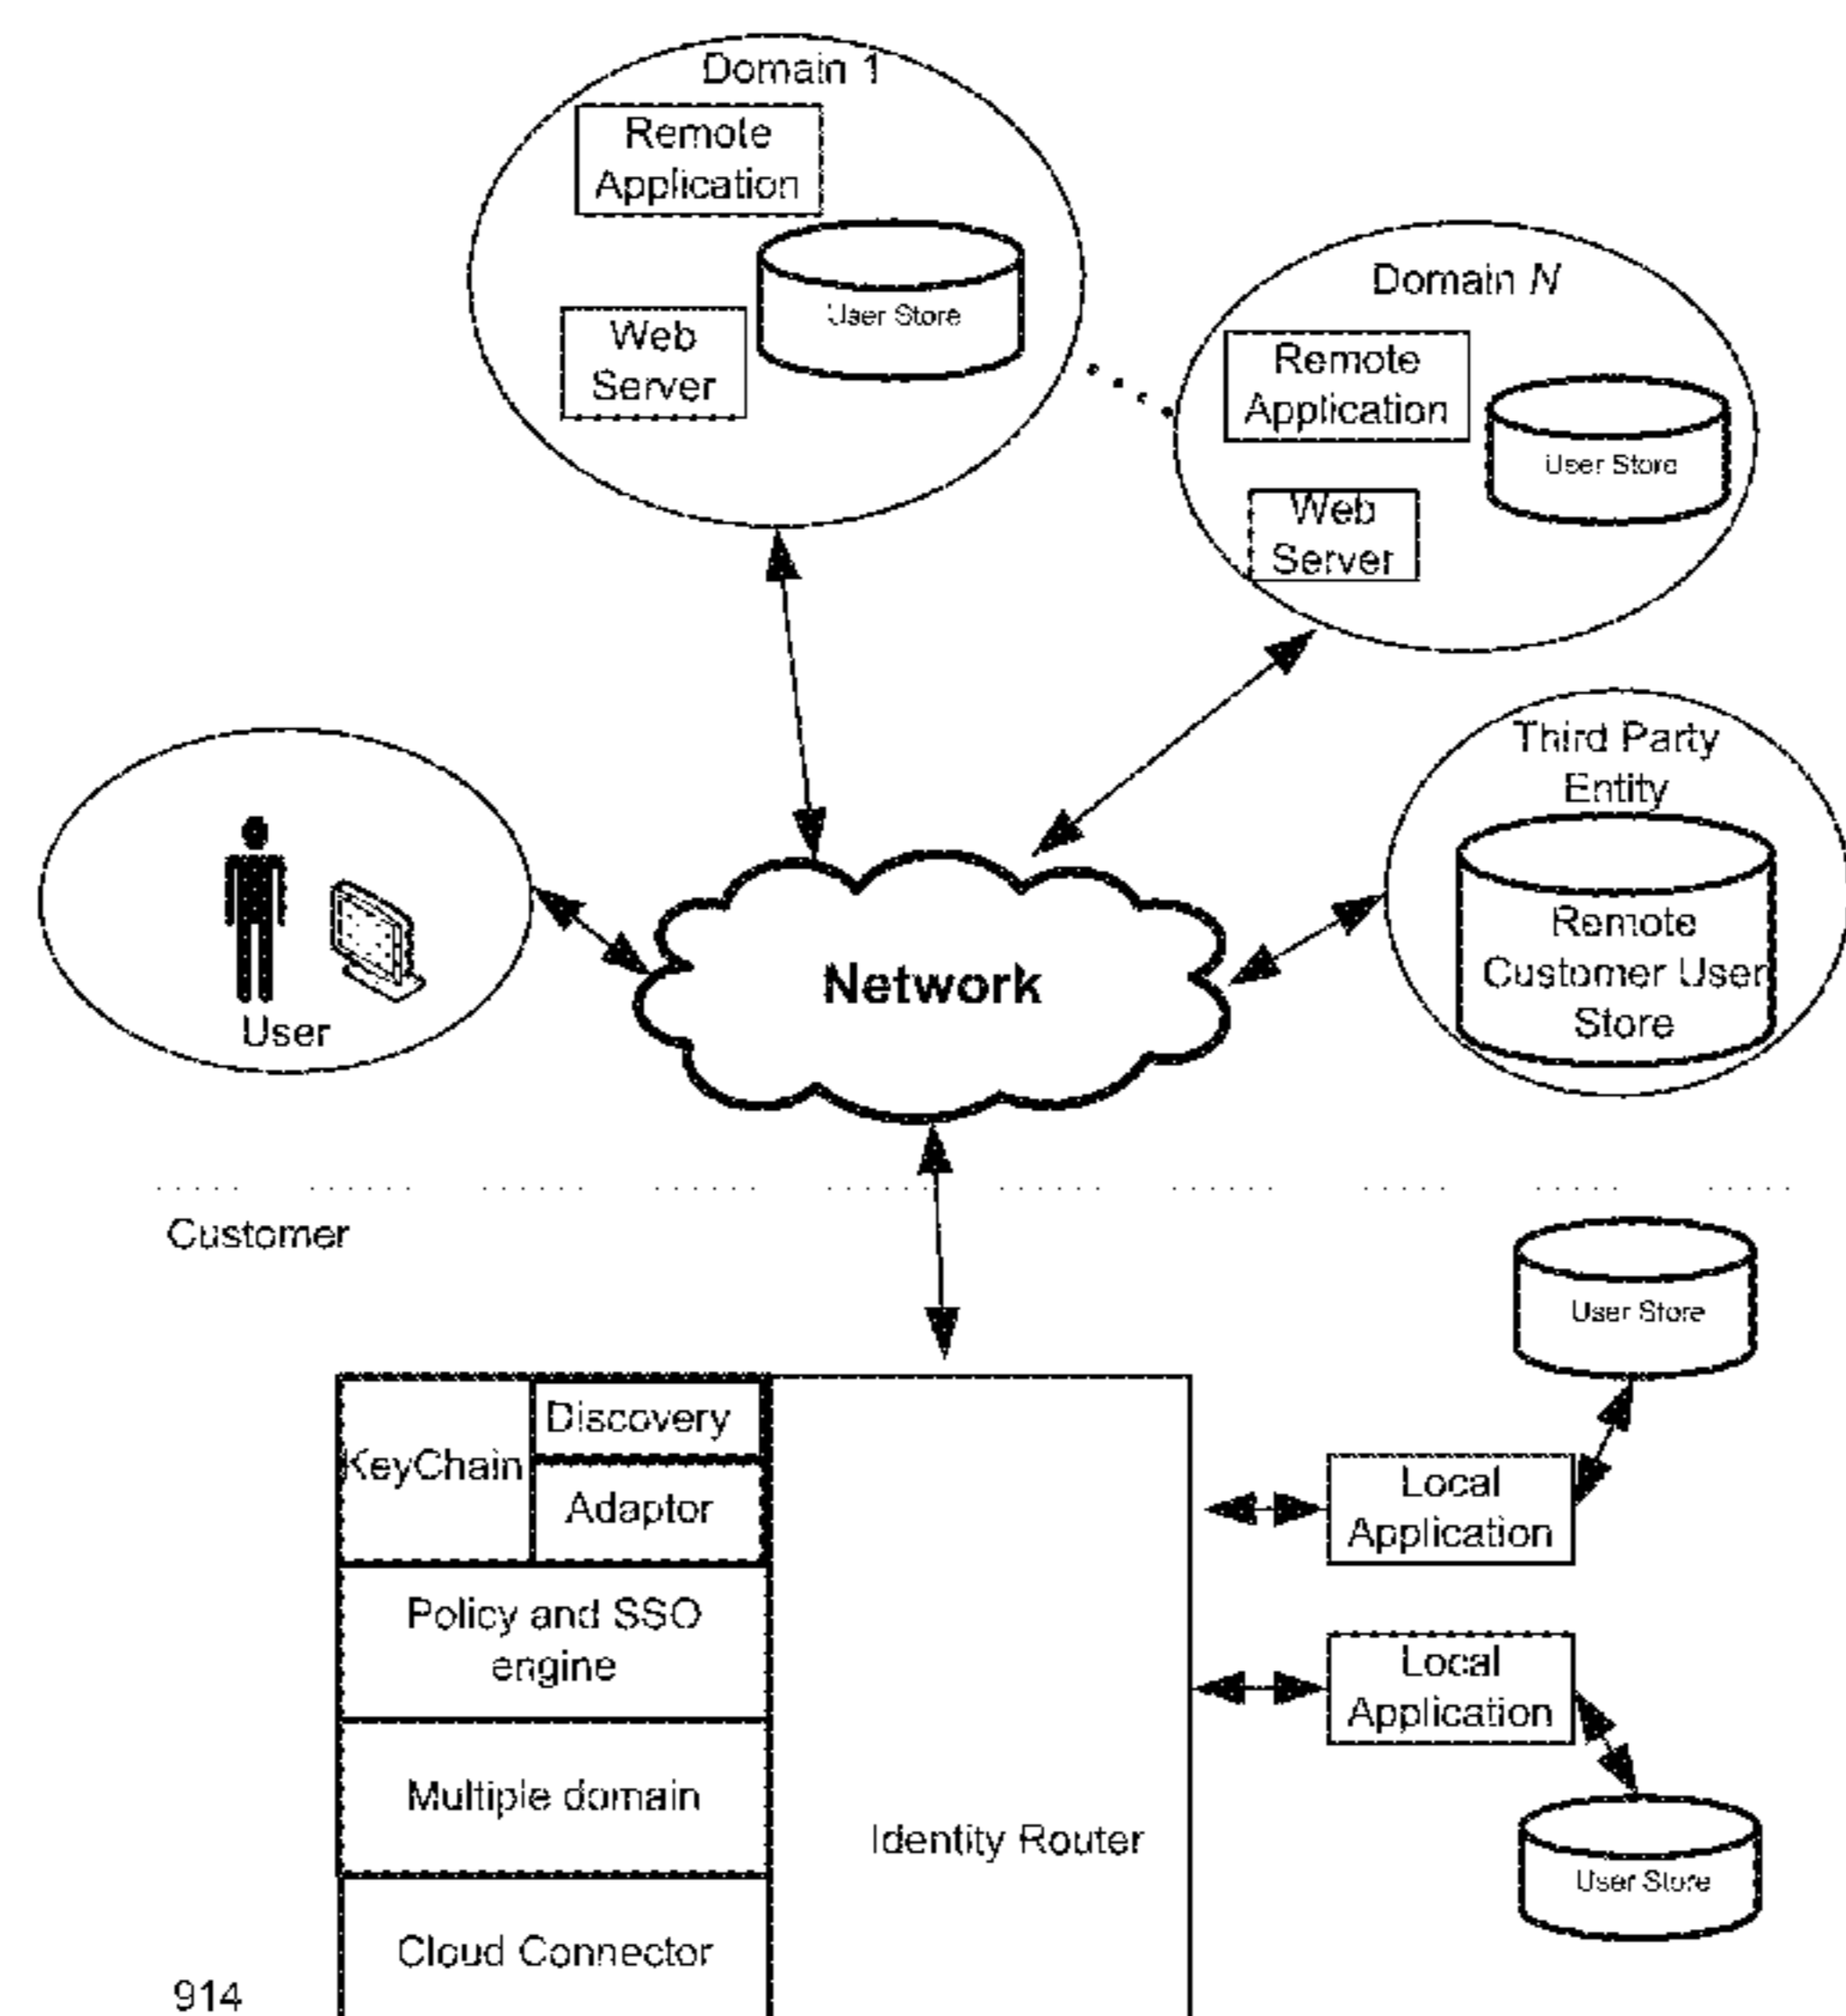 Domain 1
Remote
Application
User Store
Web
Server
Domain N
Remote
Application
User Store
Web
Server
Third Party
Entity
Remote
Customer User
Store
User
Network
Customer
User Store
KeyChain
Discovery
Adaptor
Local
Application
Policy and SSO
engine
Local
Application
Multiple domain
Identity Router
User Store
Cloud Connector
914